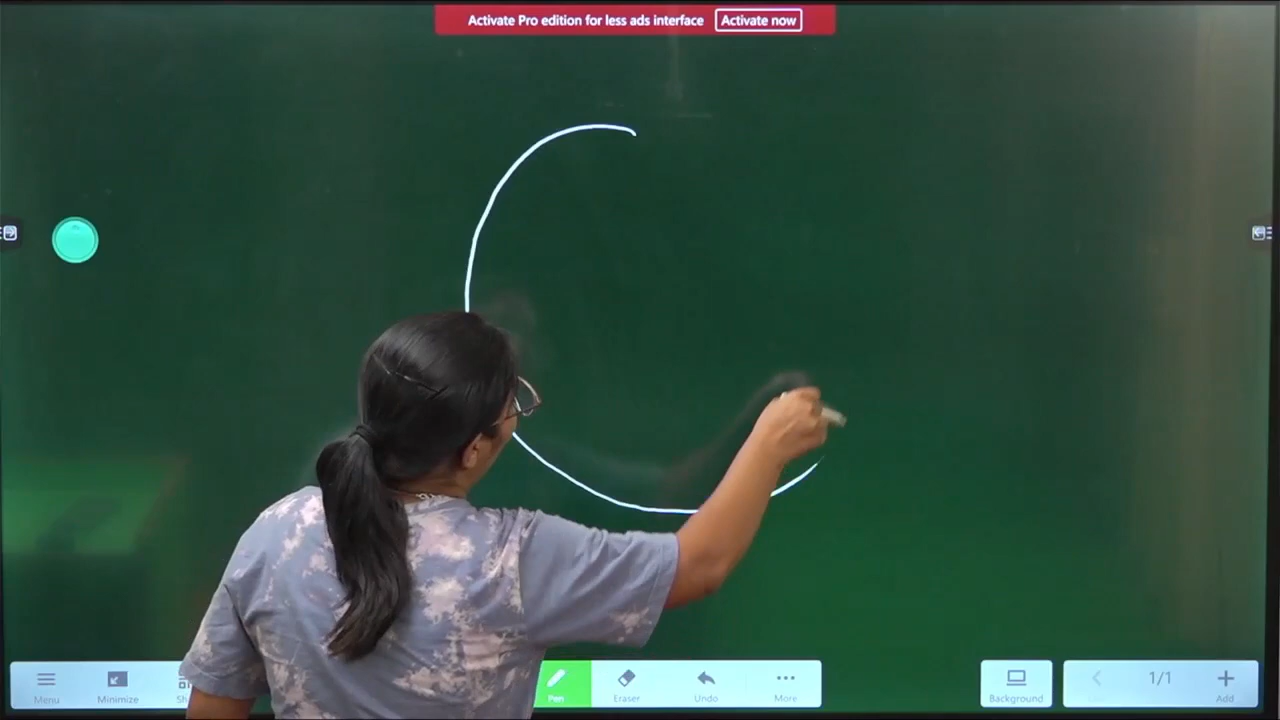 Activate Pro edition for less ads interface Activate now
Menu Minimize Pen Eraser Undo More Background 1/1 Add